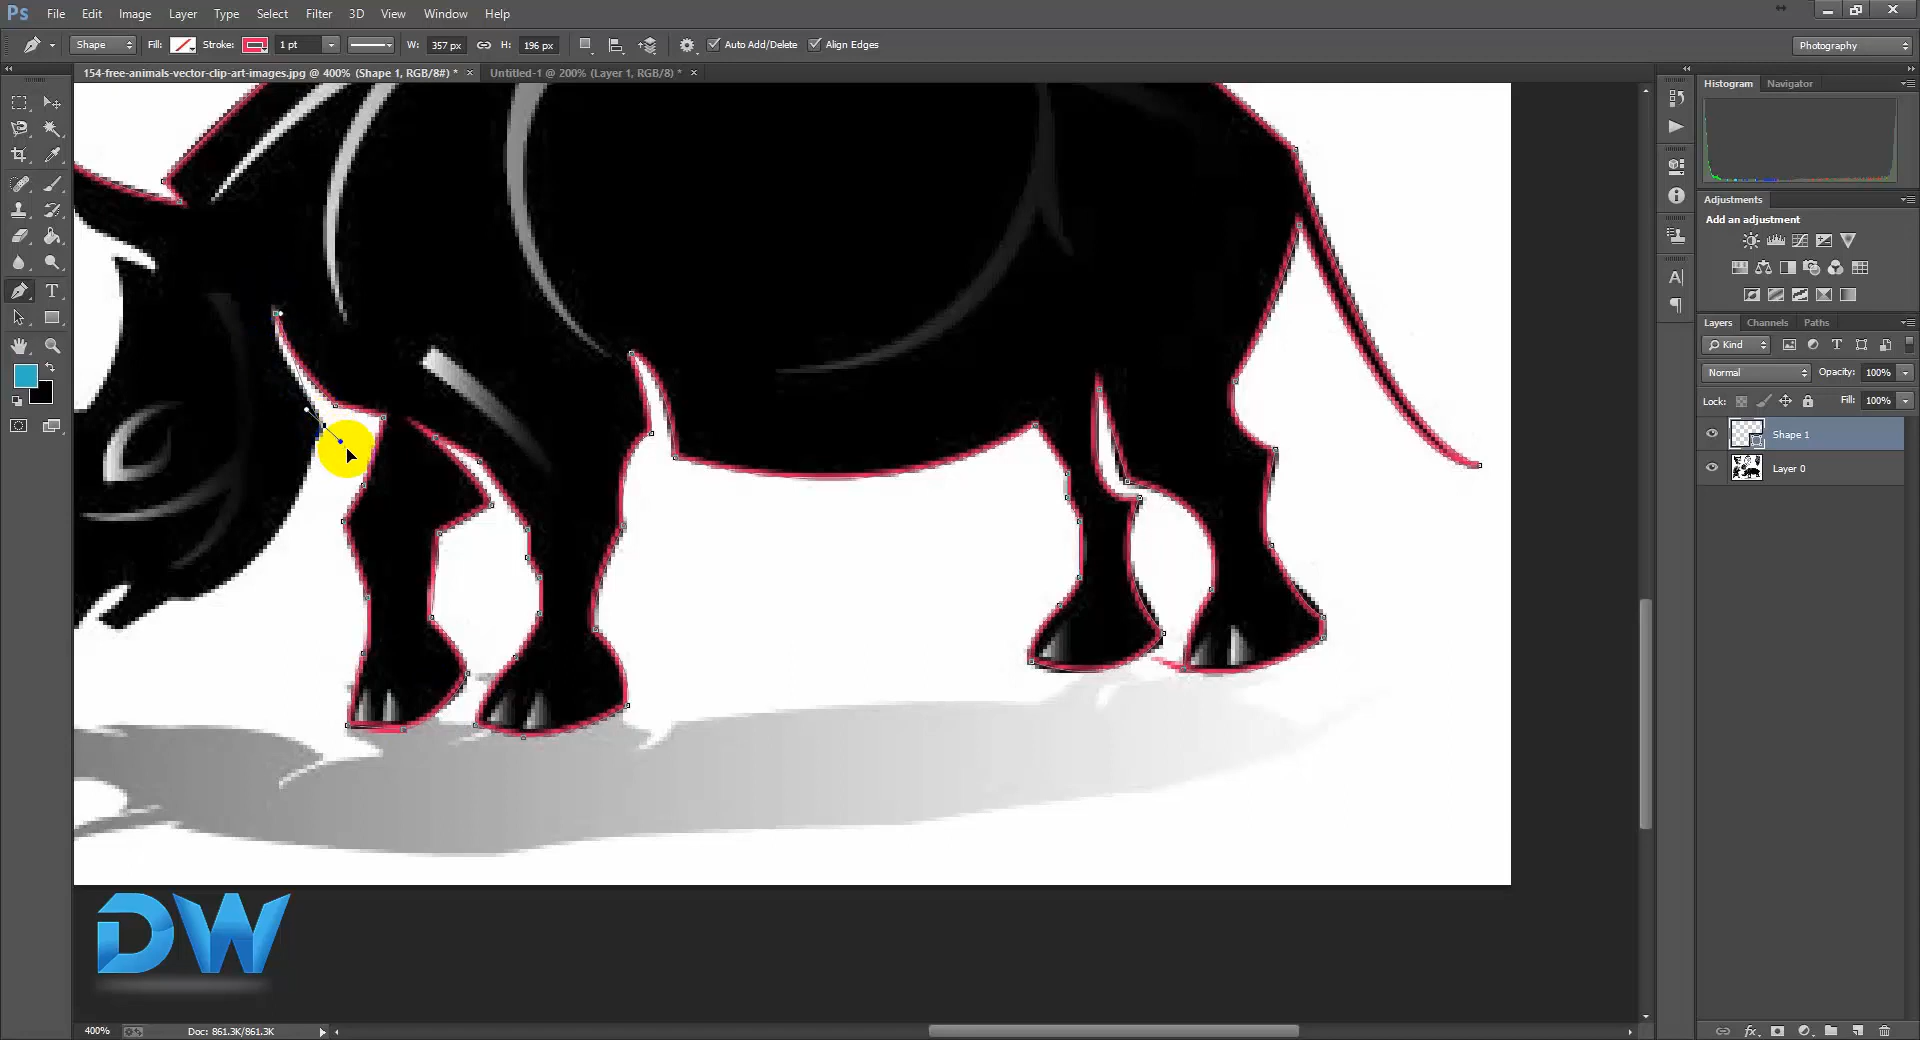 Ps File Edit Image Layer Type Select Filter 3D View Window Help
Shape Fill: Stroke: 1 pt W: 357 px H: 196 px Auto Add/Delete Align Edges Photography
154-free-animals-vector-clip-art-images.jpg @ 400% (Shape 1, RGB/8#) * × Untitled-1 @ 200% (Layer 1, RGB/8) * ×
Histogram Navigator
Adjustments
Add an adjustment
Layers Channels Paths
Kind
Normal Opacity: 100%
Lock: Fill: 100%
Shape 1
Layer 0
DW
400% Doc: 861.3K/861.3K